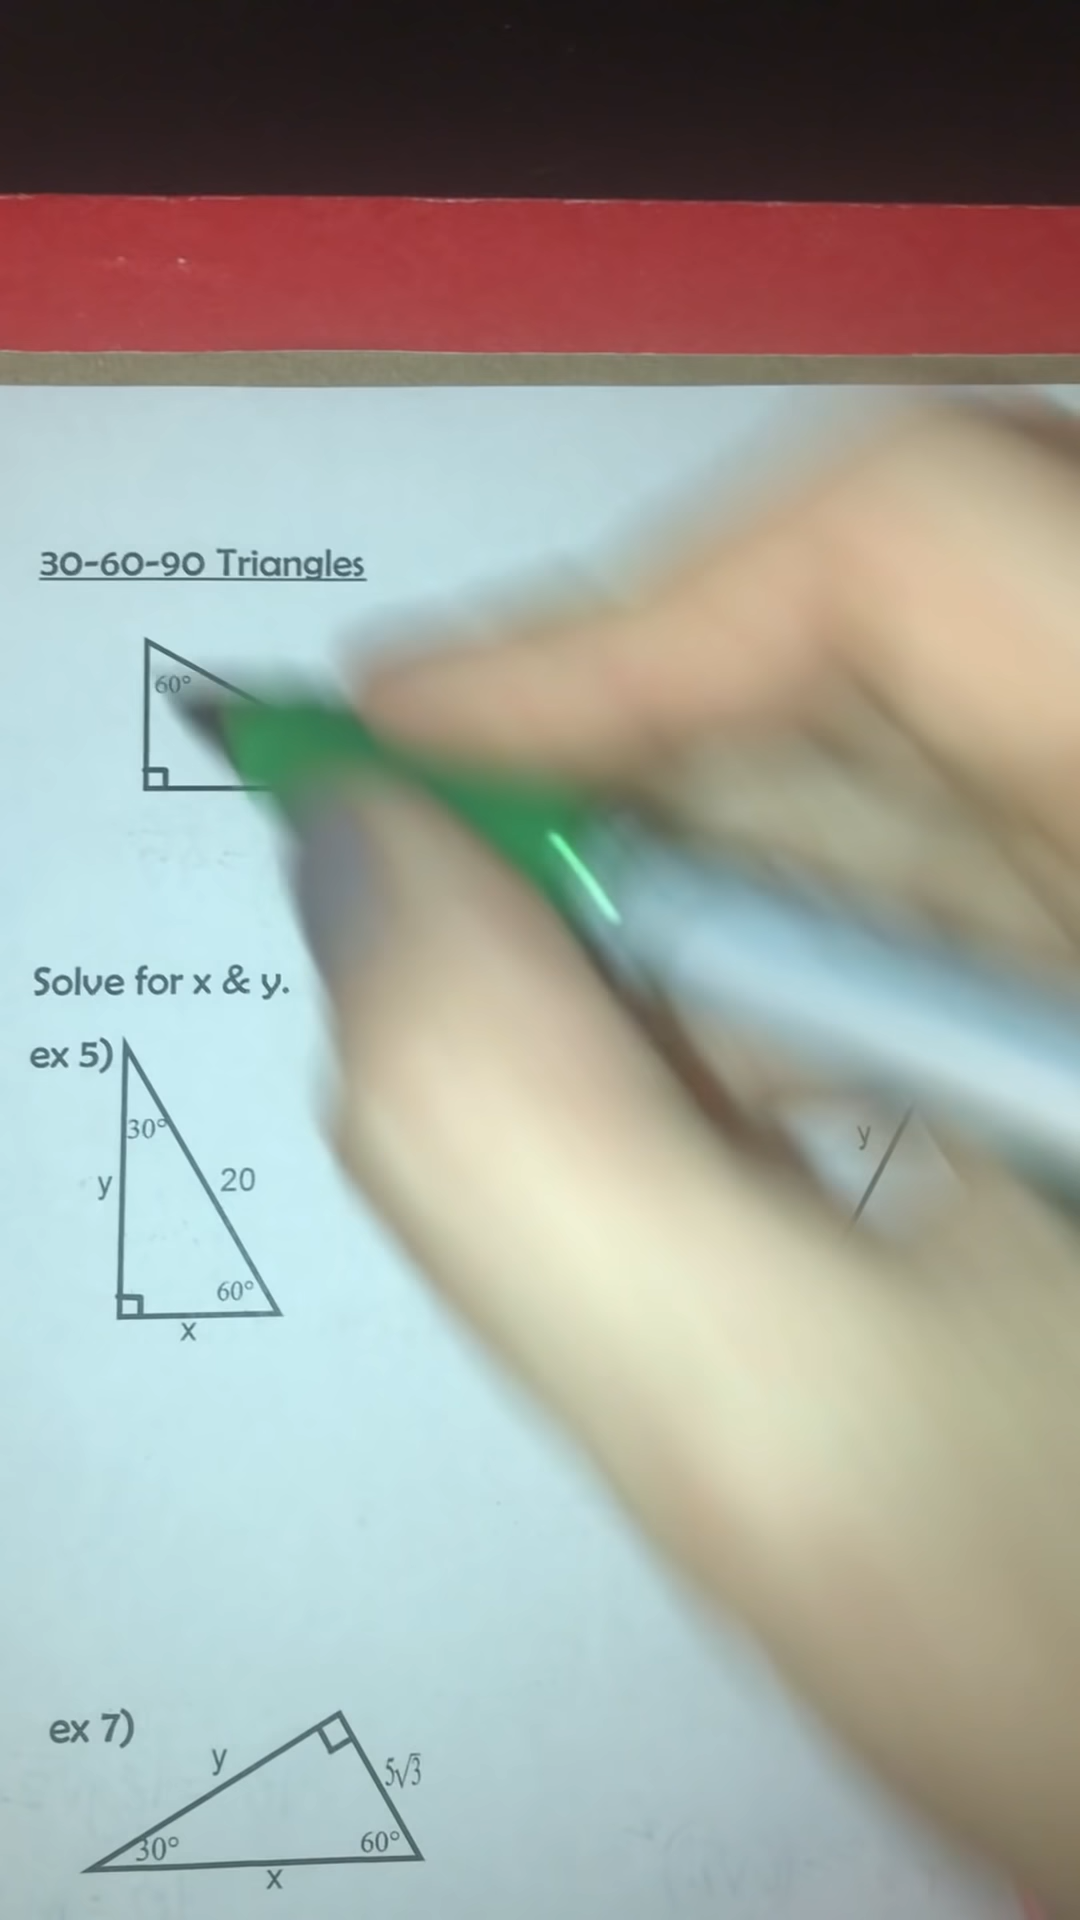 30-60-90 Triangles
60°
Solve for x & y.
ex 5)
30°
y
20
60°
x
y
ex 7)
y
5√3
30°
60°
x